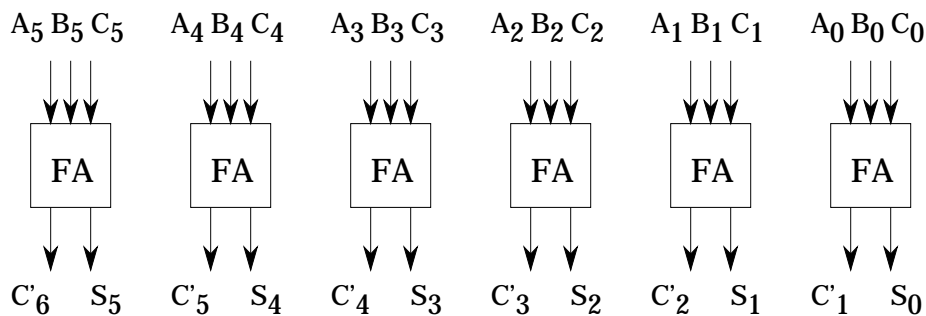 A₅ B₅ C₅ A₄ B₄ C₄ A₃ B₃ C₃ A₂ B₂ C₂ A₁ B₁ C₁ A₀ B₀ C₀
FA FA FA FA FA FA
C'₆ S₅ C'₅ S₄ C'₄ S₃ C'₃ S₂ C'₂ S₁ C'₁ S₀